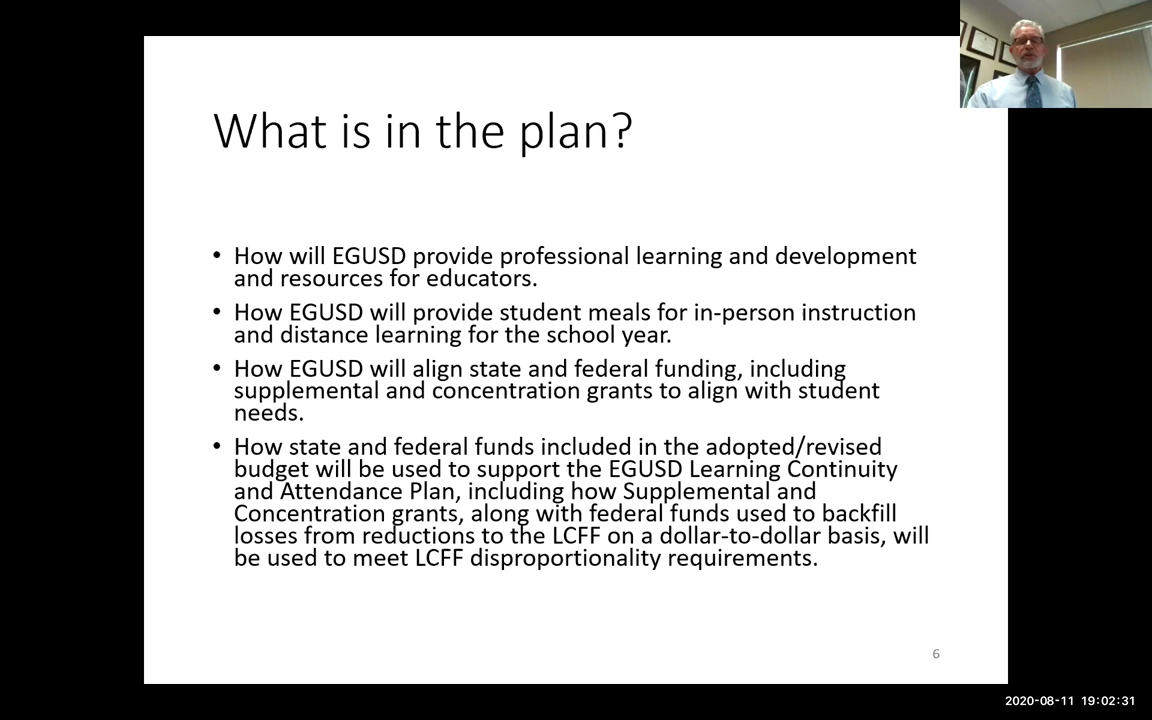 What is in the plan?
• How will EGUSD provide professional learning and development
and resources for educators.
• How EGUSD will provide student meals for in-person instruction
and distance learning for the school year.
• How EGUSD will align state and federal funding, including
supplemental and concentration grants to align with student
needs.
• How state and federal funds included in the adopted/revised
budget will be used to support the EGUSD Learning Continuity
and Attendance Plan, including how Supplemental and
Concentration grants, along with federal funds used to backfill
losses from reductions to the LCFF on a dollar-to-dollar basis, will
be used to meet LCFF disproportionality requirements.
6
2020-08-11 19:02:31